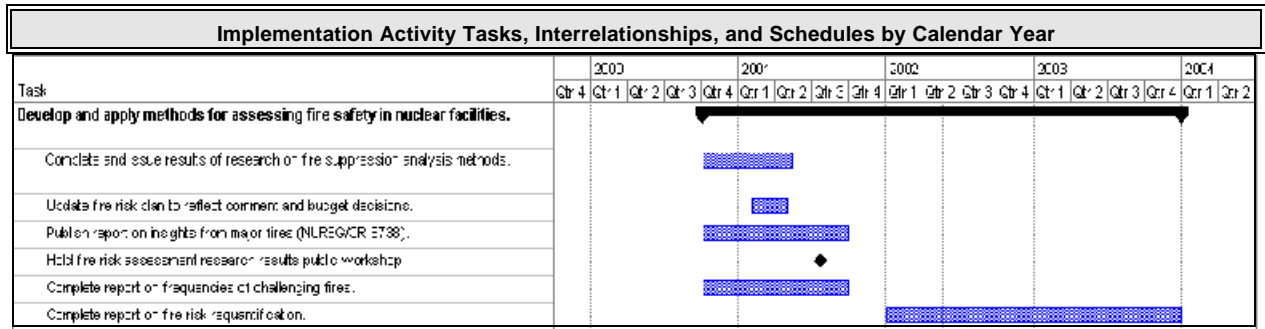 Implementation Activity Tasks, Interrelationships, and Schedules by Calendar Year
2000 2001 2002 2003 2004
Task Qtr 4 Qtr 1 Qtr 2 Qtr 3 Qtr 4 Qtr 1 Qtr 2 Qtr 3 Qtr 4 Qtr 1 Qtr 2 Qtr 3 Qtr 4 Qtr 1 Qtr 2 Qtr 3 Qtr 4 Qtr 1 Qtr 2
Develop and apply methods for assessing fire safety in nuclear facilities.
Complete and issue results of research on fire suppression analysis methods.
Update fire risk plan to reflect comment and budget decisions.
Publish report on insights from major fires (NUREG/CR 6738).
Hold fire risk assessment research results public workshop
Complete report on frequencies of challenging fires.
Complete report on fire risk requantification.